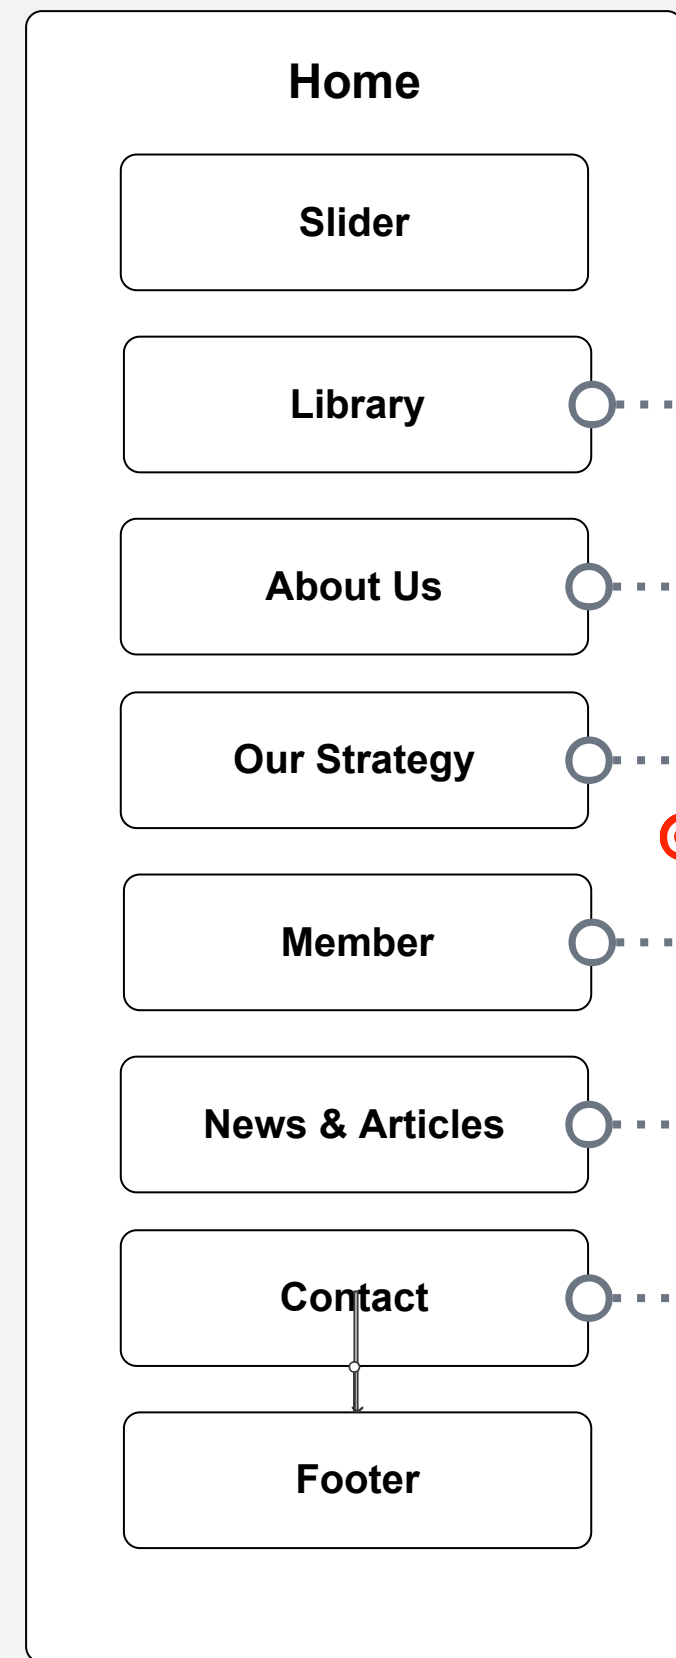 Home
Slider
Library
About Us
Our Strategy
Member
News & Articles
Contact
Footer